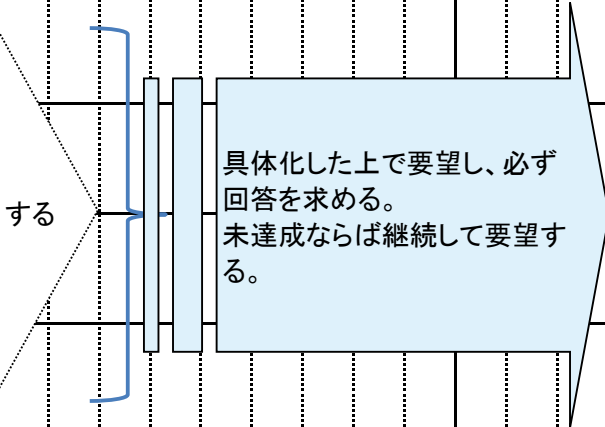 する
具体化した上で要望し、必ず
回答を求める。
未達成ならば継続して要望す
る。